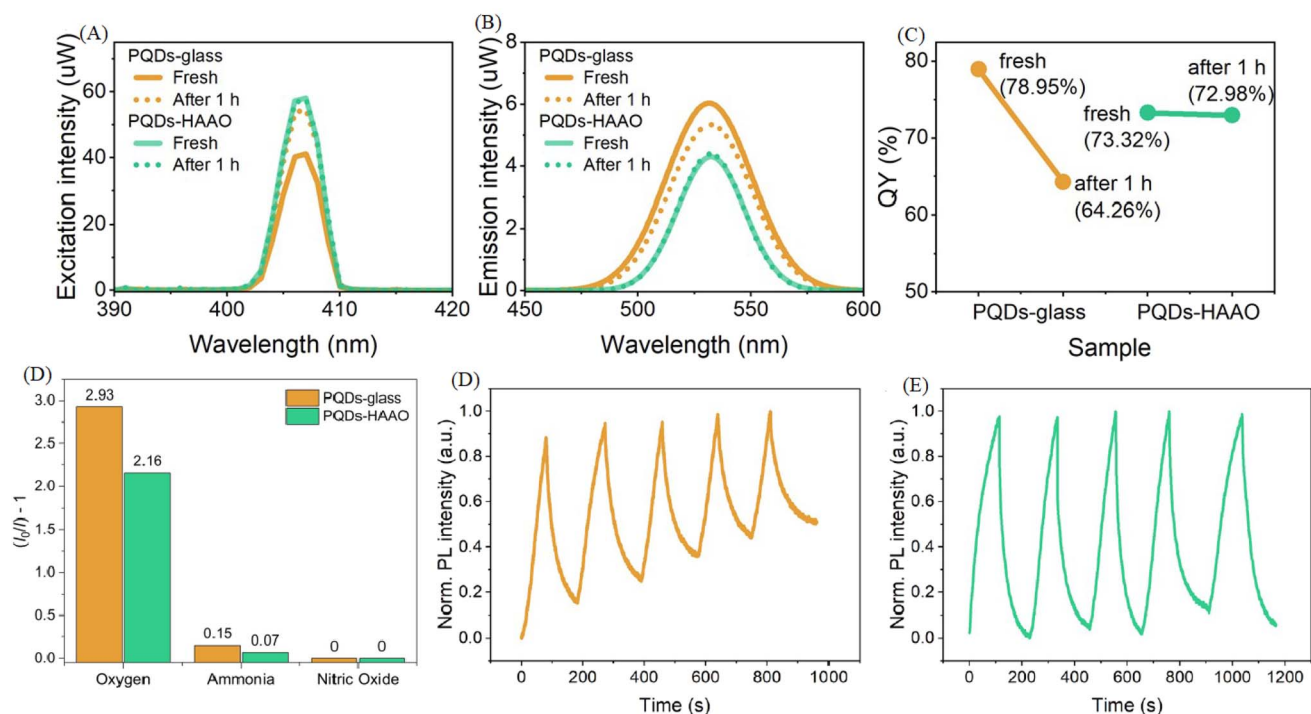 (A)
PQDs-glass
Fresh
After 1 h
PQDs-HAAO
Fresh
After 1 h
Excitation intensity (uW)
60
40
20
0
390
400
410
420
Wavelength (nm)
(B)
PQDs-glass
Fresh
After 1 h
PQDs-HAAO
Fresh
After 1 h
Emission intensity (uW)
8
6
4
2
0
450
500
550
600
Wavelength (nm)
(C)
fresh
(78.95%)
after 1 h
(72.98%)
fresh
(73.32%)
after 1 h
(64.26%)
QY (%)
80
70
60
50
PQDs-glass
PQDs-HAAO
Sample
(D)
PQDs-glass
PQDs-HAAO
(I₀/I) - 1
3.0
2.5
2.0
1.5
1.0
0.5
0.0
2.93
2.16
0.15
0.07
0
0
Oxygen
Ammonia
Nitric Oxide
(D)
Norm. PL intensity (a.u.)
1.0
0.8
0.6
0.4
0.2
0.0
0
200
400
600
800
1000
Time (s)
(E)
Norm. PL intensity (a.u.)
1.0
0.8
0.6
0.4
0.2
0.0
0
200
400
600
800
1000
1200
Time (s)